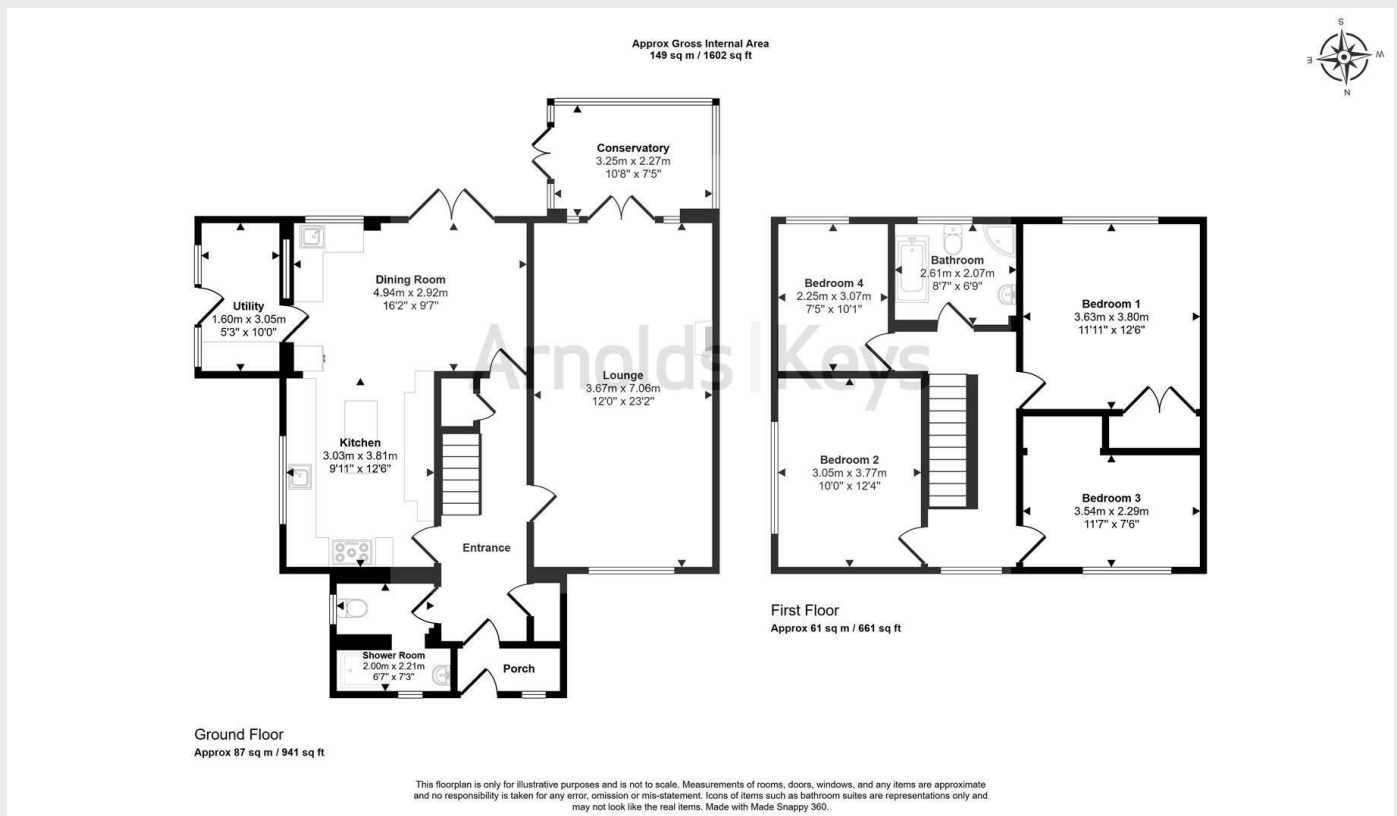 Approx Gross Internal Area
149 sq m / 1602 sq ft
S
E
W
N
Conservatory
3.25m x 2.27m
10'8" x 7'5"
Dining Room
4.94m x 2.92m
16'2" x 9'7"
Utility
1.60m x 3.05m
5'3" x 10'0"
Lounge
3.67m x 7.06m
12'0" x 23'2"
Kitchen
3.03m x 3.81m
9'11" x 12'6"
Entrance
Shower Room
2.00m x 2.21m
6'7" x 7'3"
Porch
Ground Floor
Approx 87 sq m / 941 sq ft
Bathroom
2.61m x 2.07m
8'7" x 6'9"
Bedroom 4
2.25m x 3.07m
7'5" x 10'1"
Bedroom 1
3.63m x 3.80m
11'11" x 12'6"
Bedroom 2
3.05m x 3.77m
10'0" x 12'4"
Bedroom 3
3.54m x 2.29m
11'7" x 7'6"
First Floor
Approx 61 sq m / 661 sq ft
Arnolds | Keys
This floorplan is only for illustrative purposes and is not to scale. Measurements of rooms, doors, windows, and any items are approximate
and no responsibility is taken for any error, omission or mis-statement. Icons of items such as bathroom suites are representations only and
may not look like the real items. Made with Made Snappy 360.